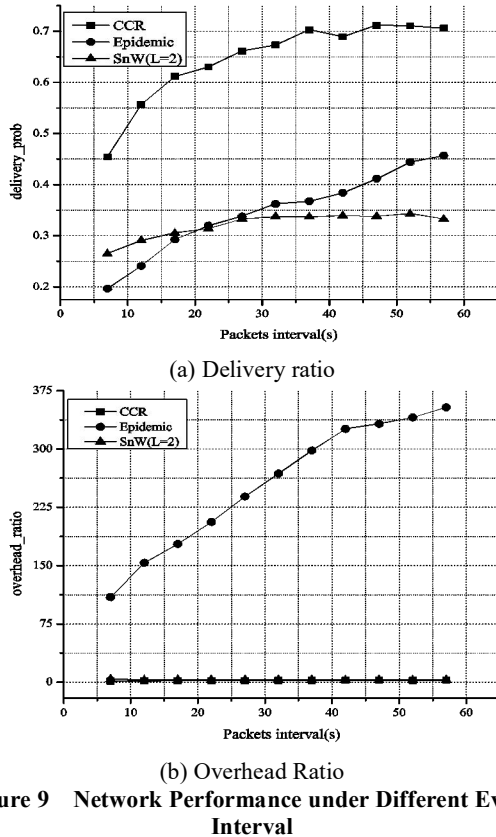 CCR
Epidemic
SnW(L=2)
0.7
0.6
0.5
0.4
0.3
0.2
delivery_prob
0 10 20 30 40 50 60
Packets interval(s)
(a) Delivery ratio
CCR
Epidemic
SnW(L=2)
375
300
225
150
75
0
overhead_ratio
0 10 20 30 40 50 60
Packets interval(s)
(b) Overhead Ratio
ure 9 Network Performance under Different Ev
Interval